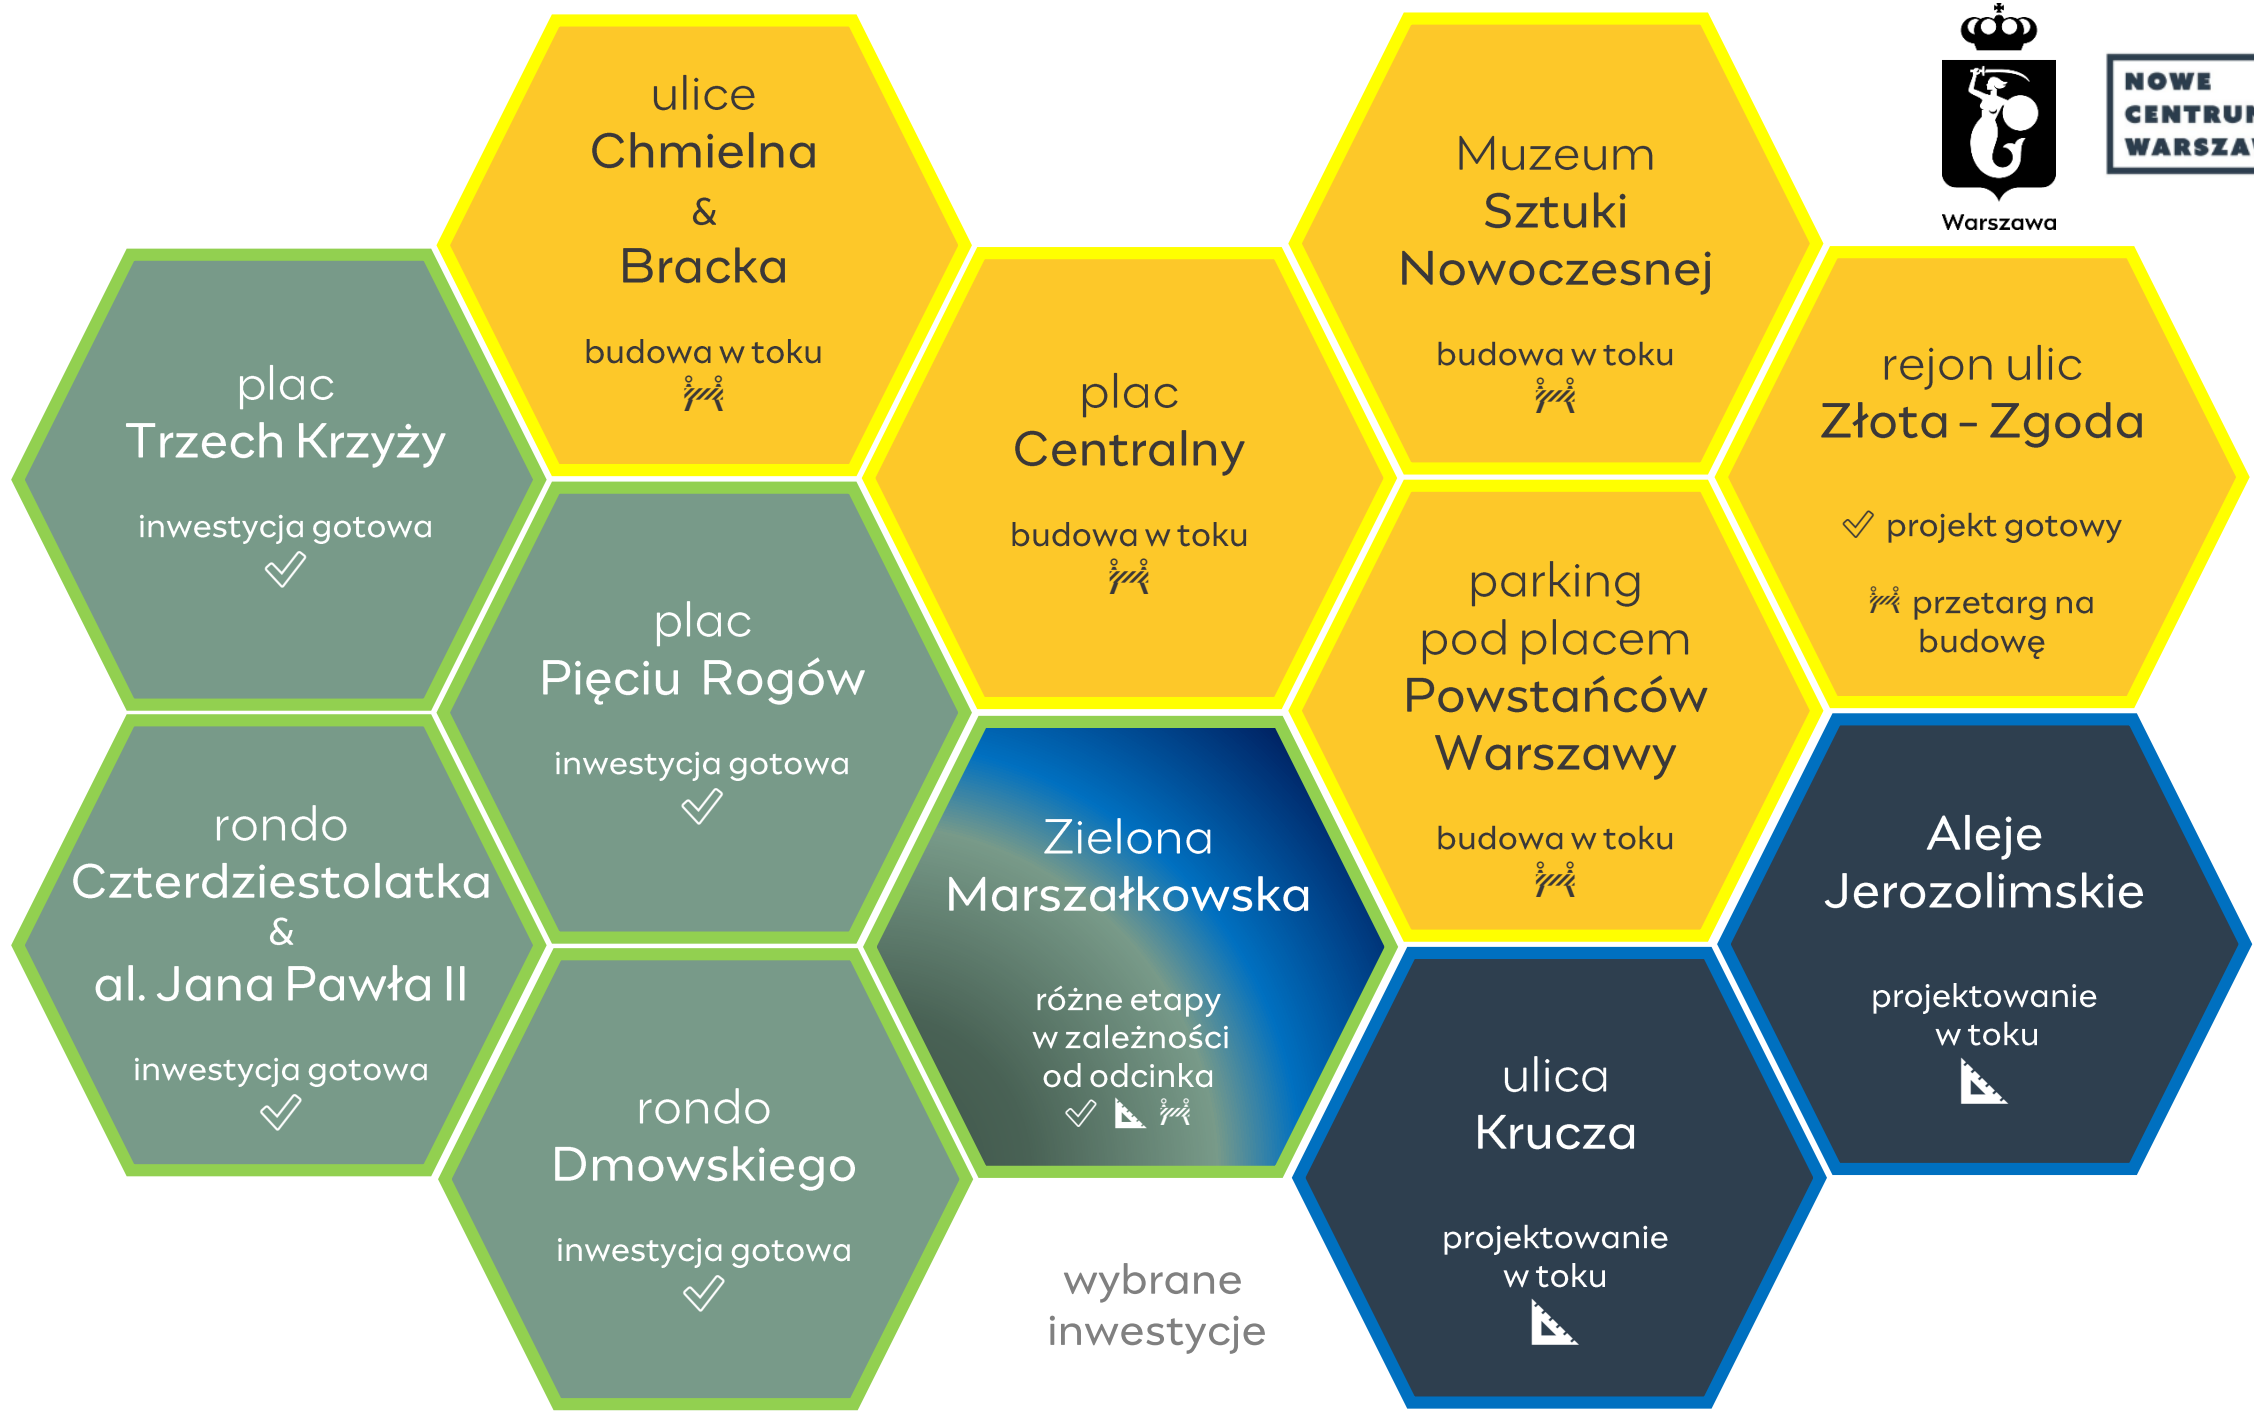 ulice
Chmielna
&
Bracka
budowa w toku
Muzeum
Sztuki
Nowoczesnej
budowa w toku
Warszawa
NOWE
CENTRUM
WARSZAW
plac
Trzech Krzyży
inwestycja gotowa
plac
Centralny
budowa w toku
rejon ulic
Złota - Zgoda
projekt gotowy
przetarg na
budowę
plac
Pięciu Rogów
inwestycja gotowa
parking
pod placem
Powstańców
Warszawy
budowa w toku
rondo
Czterdziestolatka
&
al. Jana Pawła II
inwestycja gotowa
Zielona
Marszałkowska
różne etapy
w zależności
od odcinka
Aleje
Jerozolimskie
projektowanie
w toku
rondo
Dmowskiego
inwestycja gotowa
ulica
Krucza
projektowanie
w toku
wybrane
inwestycje